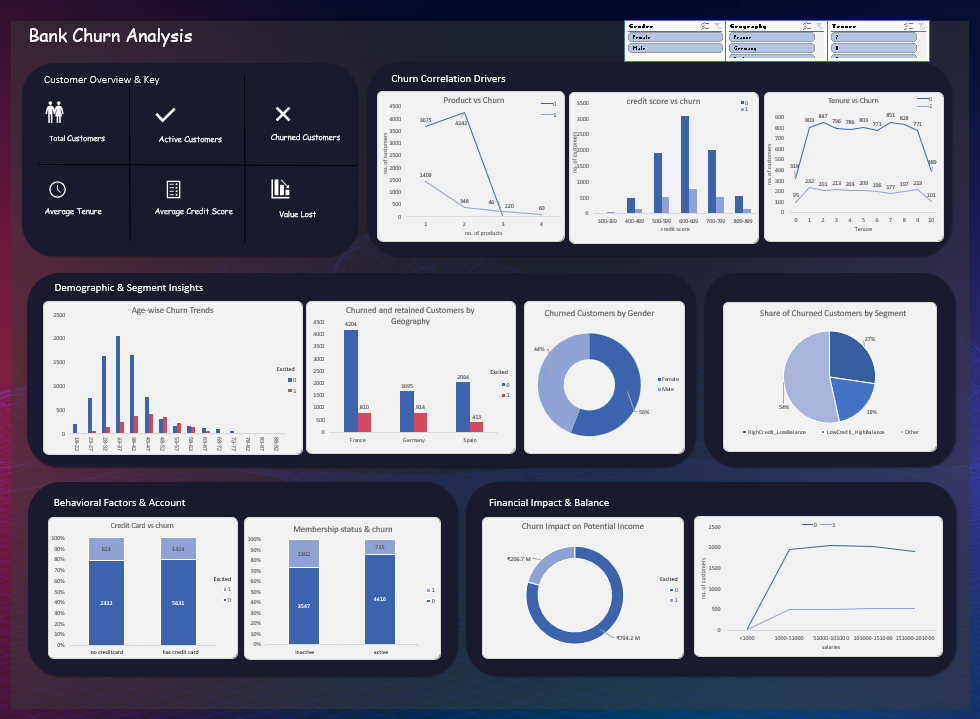 Bank Churn Analysis
Gender
Female
Male
Geography
France
Germany
Tenure
7
8
Customer Overview & Key
Total Customers
Active Customers
Churned Customers
Average Tenure
Average Credit Score
Value Lost
Churn Correlation Drivers
Product vs Churn
0
1
4500
4000
3500
3000
2500
2000
1500
1000
500
0
no. of customers
3675
4242
1409
348
46
220
60
1 2 3 4
no. of products
credit score vs churn
0
1
3500
3000
2500
2000
1500
1000
500
0
no. of customers
300-399 400-499 500-599 600-699 700-799 800-899
credit score
Tenure vs Churn
0
1
900
800
700
600
500
400
300
200
100
0
no. of customers
318 803 847 796 786 803 771 851 828 771 389
95 232 201 213 203 209 196 177 197 213 101
0 1 2 3 4 5 6 7 8 9 10
Tenure
Demographic & Segment Insights
Age-wise Churn Trends
2500
2000
1500
1000
500
0
18-22 23-27 28-32 33-37 38-42 43-47 48-52 53-57 58-62 63-67 68-72 73-77 78-82 83-87 88-92
Excited
0
1
Churned and retained Customers by
Geography
4500
4000
3500
3000
2500
2000
1500
1000
500
0
4204
810
1695
814
2064
413
France Germany Spain
Excited
0
1
Churned Customers by Gender
44%
56%
Female
Male
Share of Churned Customers by Segment
27%
19%
54%
HighCredit_LowBalance LowCredit_HighBalance Other
Behavioral Factors & Account
Credit Card vs churn
100%
90%
80%
70%
60%
50%
40%
30%
20%
10%
0%
613
1424
2332
5631
no creditcard has credit card
Excited
1
0
Membership status & churn
100%
90%
80%
70%
60%
50%
40%
30%
20%
10%
0%
1302
735
3547
4416
inactive active
1
0
Financial Impact & Balance
Churn Impact on Potential Income
₹206.7 M
₹794.2 M
Excited
0
1
0 1
2500
2000
1500
1000
500
0
no. of customers
<1000 1000-51000 51000-101000 101000-151000 151000-201000
salaries